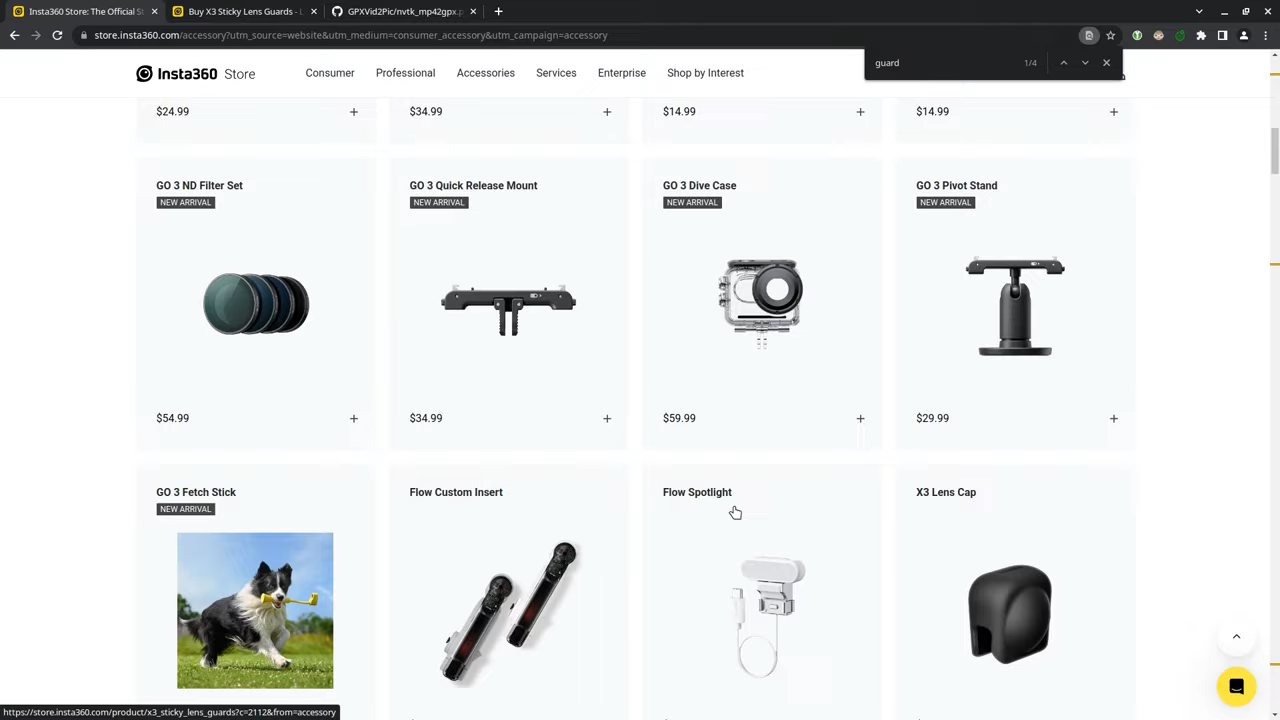 Insta360 Store: The Official S
Buy X3 Sticky Lens Guards - I
GPXVid2Pic/nvtk_mp42gpx.p
store.insta360.com/accessory?utm_source=website&utm_medium=consumer_accessory&utm_campaign=accessory
guard
1/4
Insta360 Store
Consumer
Professional
Accessories
Services
Enterprise
Shop by Interest
$24.99
$34.99
$14.99
$14.99
GO 3 ND Filter Set
NEW ARRIVAL
$54.99
GO 3 Quick Release Mount
NEW ARRIVAL
$34.99
GO 3 Dive Case
NEW ARRIVAL
$59.99
GO 3 Pivot Stand
NEW ARRIVAL
$29.99
GO 3 Fetch Stick
NEW ARRIVAL
Flow Custom Insert
Flow Spotlight
X3 Lens Cap
https://store.insta360.com/product/x3_sticky_lens_guards?c=2112&from=accessory